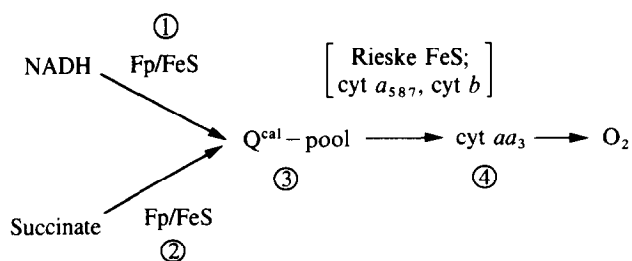 ①
NADH Fp/FeS
[ Rieske FeS;
cyt a₅₈₇, cyt b ]
Qᶜᵃˡ – pool cyt aa₃ O₂
③ ④
Succinate Fp/FeS
②